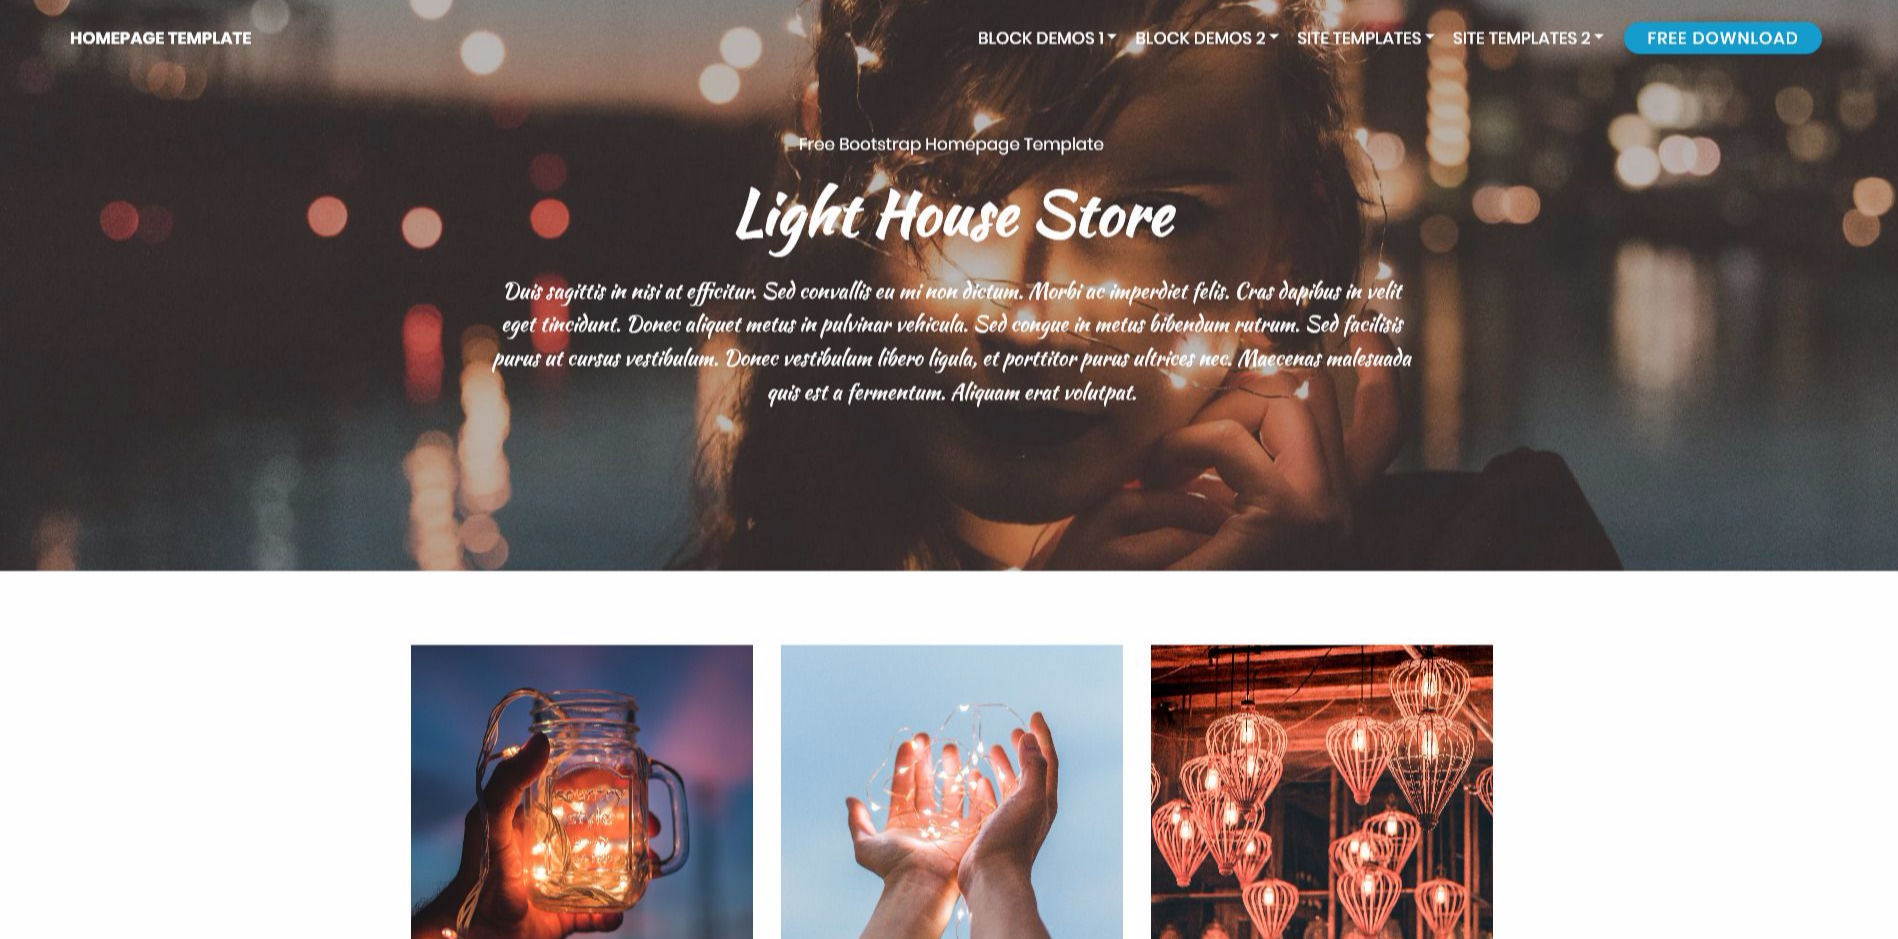 HOMEPAGE TEMPLATE
BLOCK DEMOS 1
BLOCK DEMOS 2
SITE TEMPLATES
SITE TEMPLATES 2
FREE DOWNLOAD
Free Bootstrap Homepage Template
Light House Store
Duis sagittis in nisi at efficitur. Sed convallis eu mi non dictum. Morbi ac imperdiet felis. Cras dapibus in velit
eget tincidunt. Donec aliquet metus in pulvinar vehicula. Sed congue in metus bibendum rutrum. Sed facilisis
purus ut cursus vestibulum. Donec vestibulum libero ligula, et porttitor purus ultrices nec. Maecenas malesuada
quis est a fermentum. Aliquam erat volutpat.